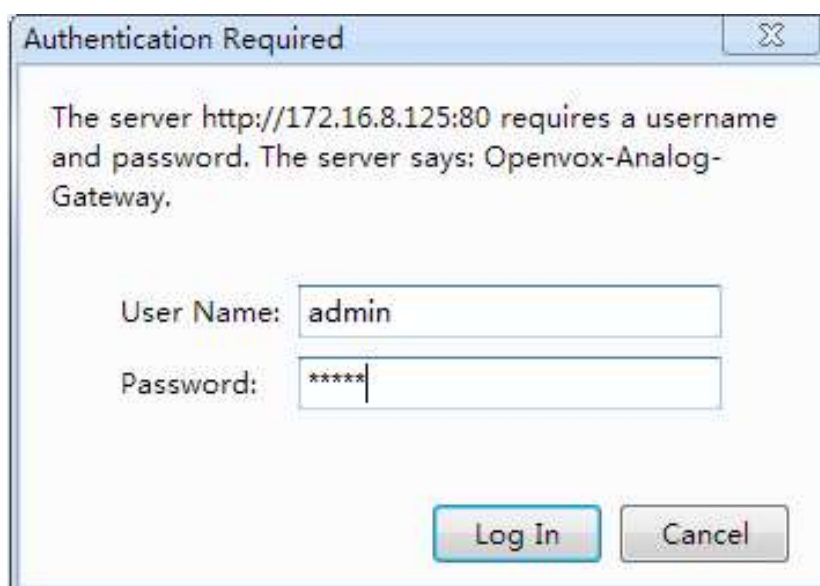 Authentication Required
The server http://172.16.8.125:80 requires a username
and password. The server says: Openvox-Analog-
Gateway.
User Name: admin
Password: *****
Log In Cancel